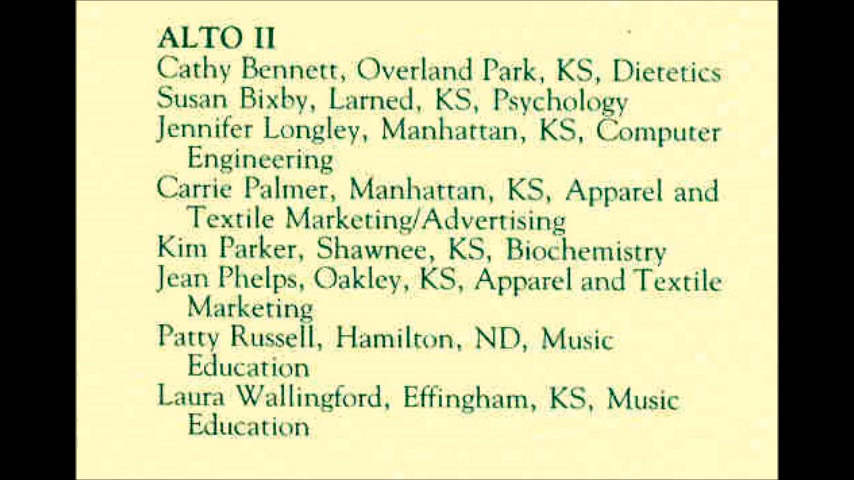 ALTO II
Cathy Bennett, Overland Park, KS, Dietetics
Susan Bixby, Larned, KS, Psychology
Jennifer Longley, Manhattan, KS, Computer
Engineering
Carrie Palmer, Manhattan, KS, Apparel and
Textile Marketing/Advertising
Kim Parker, Shawnee, KS, Biochemistry
Jean Phelps, Oakley, KS, Apparel and Textile
Marketing
Patty Russell, Hamilton, ND, Music
Education
Laura Wallingford, Effingham, KS, Music
Education